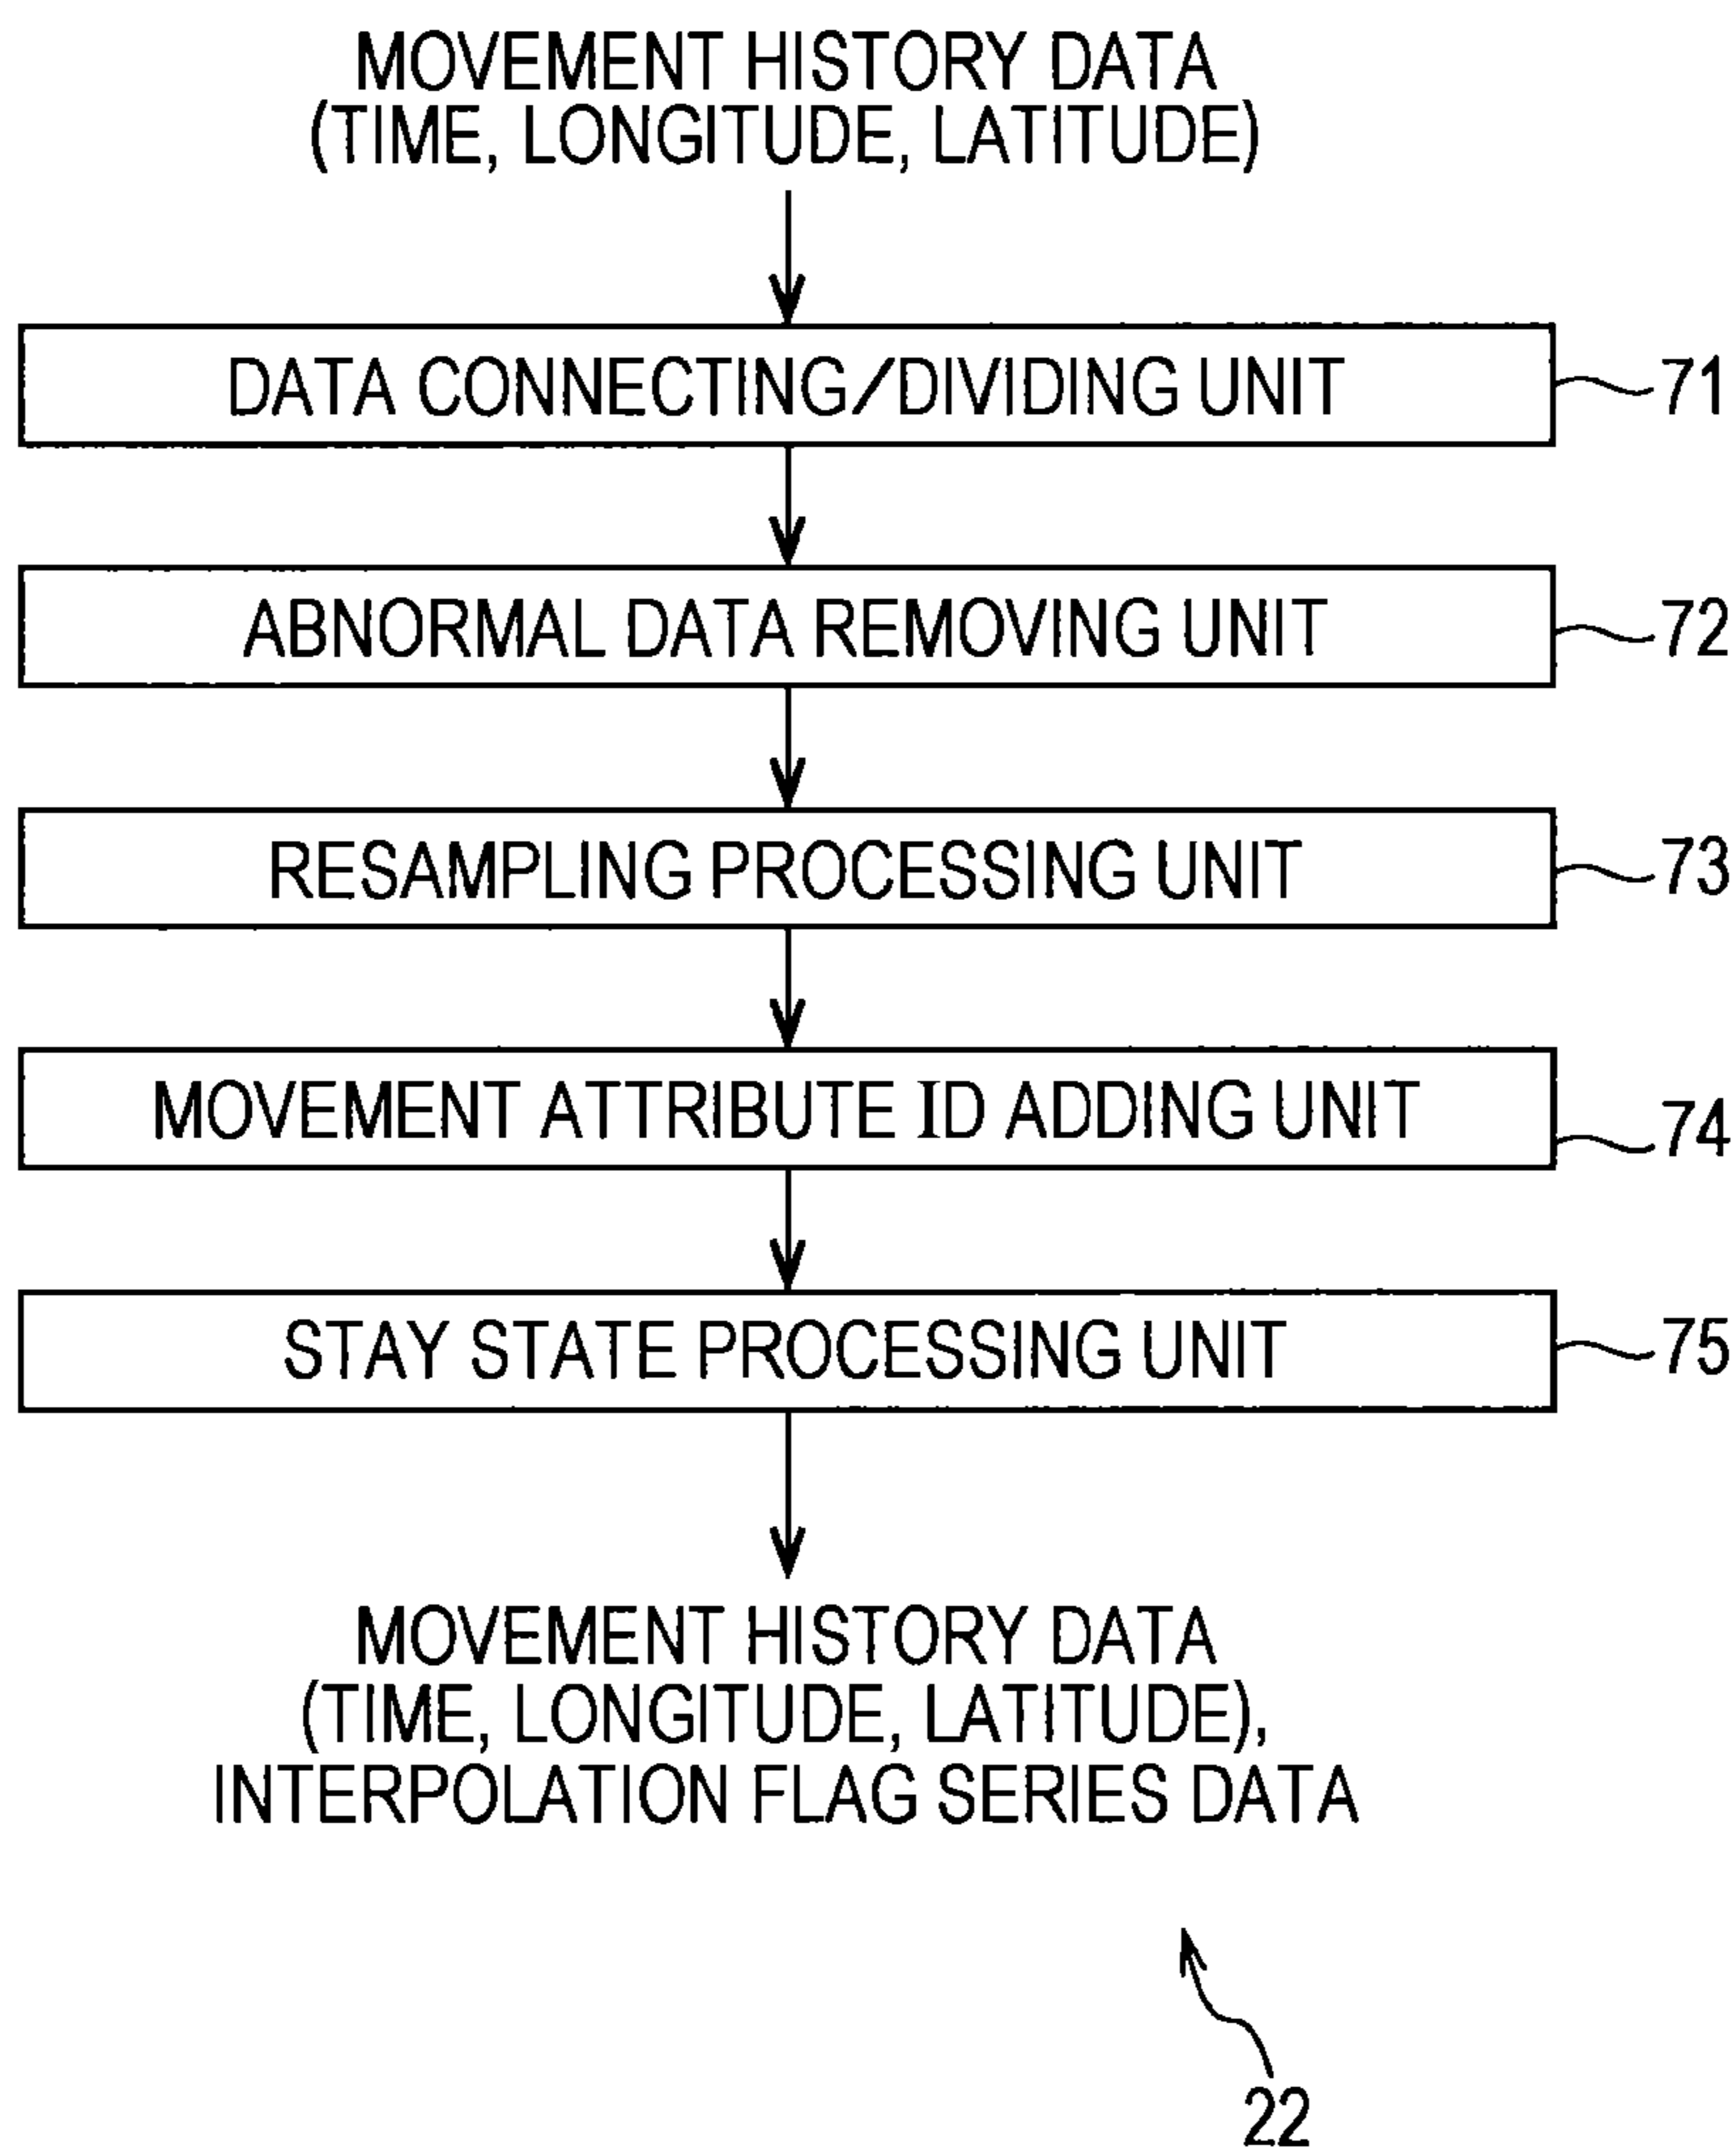 MOVEMENT HISTORY DATA
(TIME, LONGITUDE, LATITUDE)
DATA CONNECTING/DIVIDING UNIT
71
ABNORMAL DATA REMOVING UNIT
72
RESAMPLING PROCESSING UNIT
73
MOVEMENT ATTRIBUTE ID ADDING UNIT
74
STAY STATE PROCESSING UNIT
75
MOVEMENT HISTORY DATA
(TIME, LONGITUDE, LATITUDE),
INTERPOLATION FLAG SERIES DATA
22